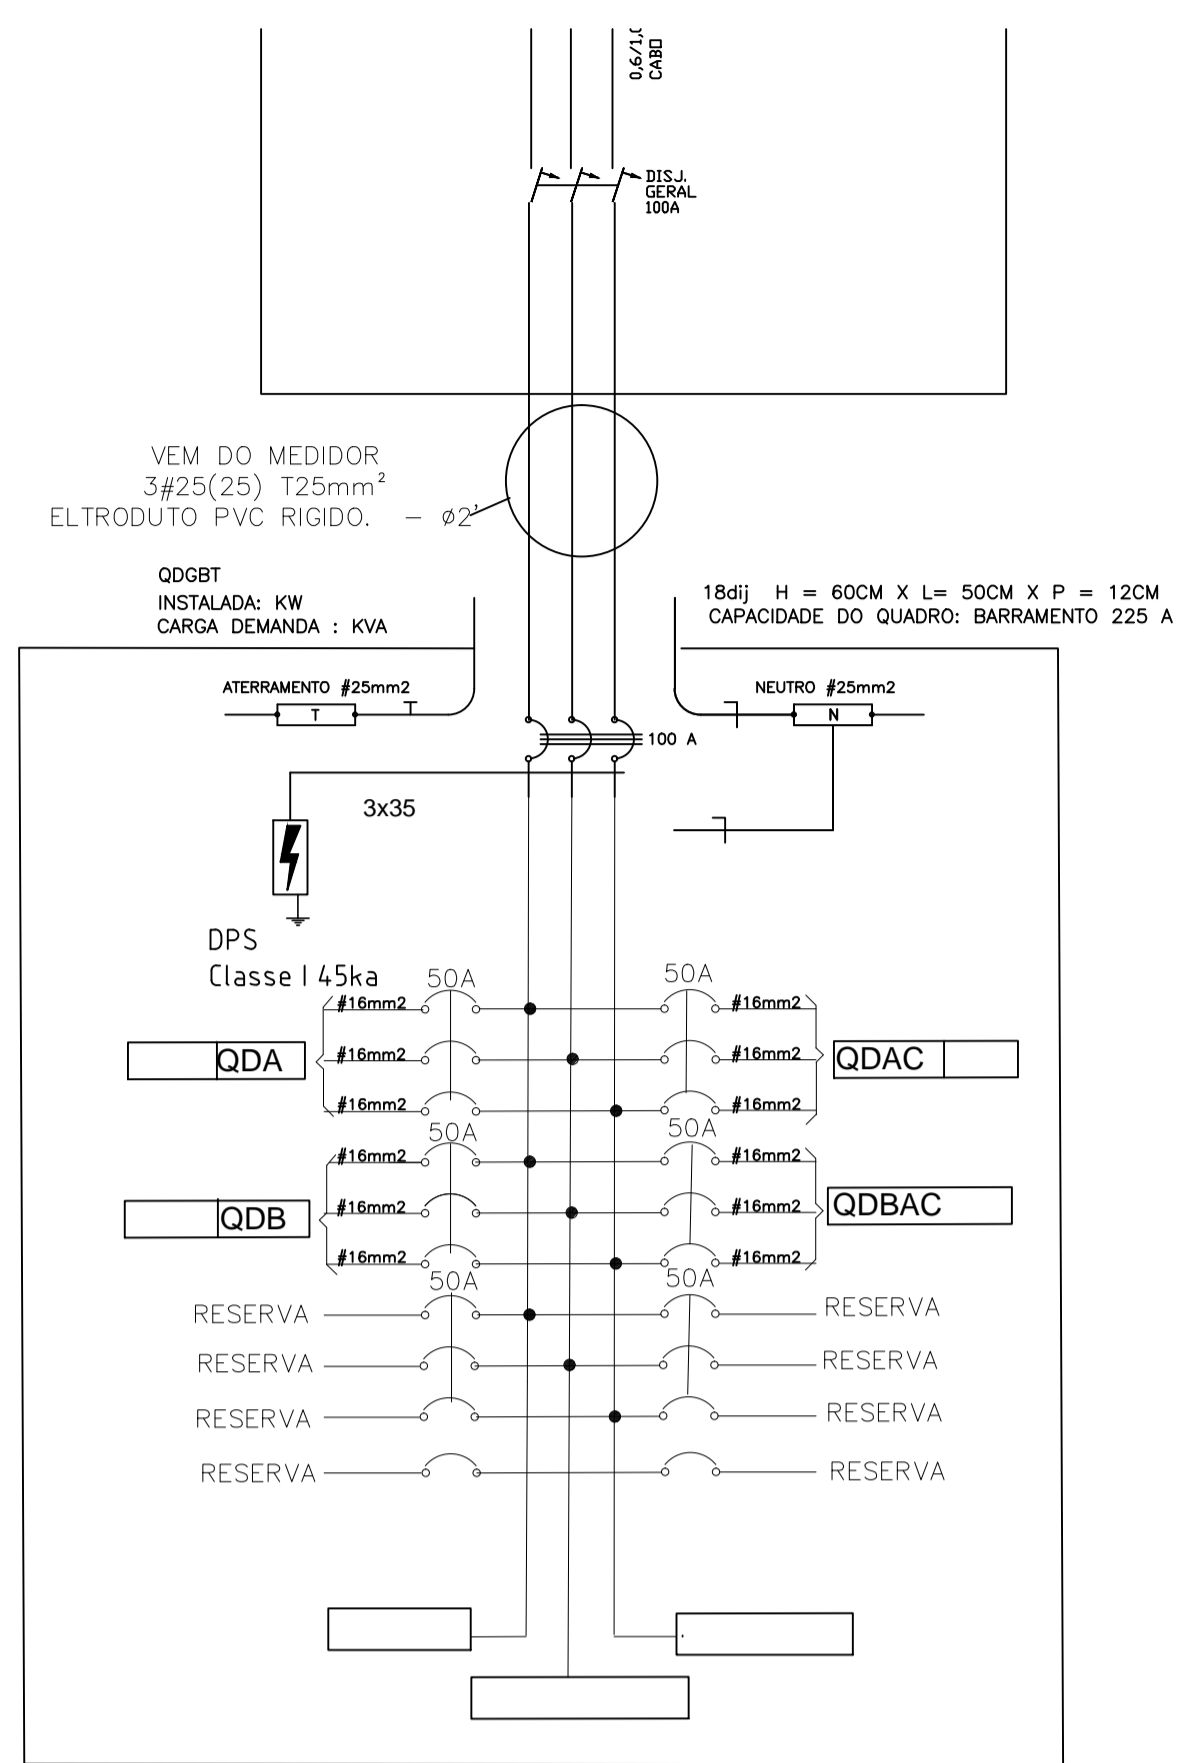 0,6/1,0
CABO
DISJ.
GERAL
100A
VEM DO MEDIDOR
3#25(25) T25mm²
ELTRODUTO PVC RIGIDO. - ø2'
QDGBT
INSTALADA: KW
CARGA DEMANDA : KVA
18dij H = 60CM X L= 50CM X P = 12CM
CAPACIDADE DO QUADRO: BARRAMENTO 225 A
ATERRAMENTO #25mm2
T
NEUTRO #25mm2
N
100 A
3x35
DPS
Classe I 45ka
50A
50A
#16mm2
#16mm2
QDA
#16mm2
#16mm2
QDAC
#16mm2
#16mm2
50A
50A
#16mm2
#16mm2
QDB
#16mm2
#16mm2
QDBAC
#16mm2
#16mm2
50A
50A
RESERVA
RESERVA
RESERVA
RESERVA
RESERVA
RESERVA
RESERVA
RESERVA